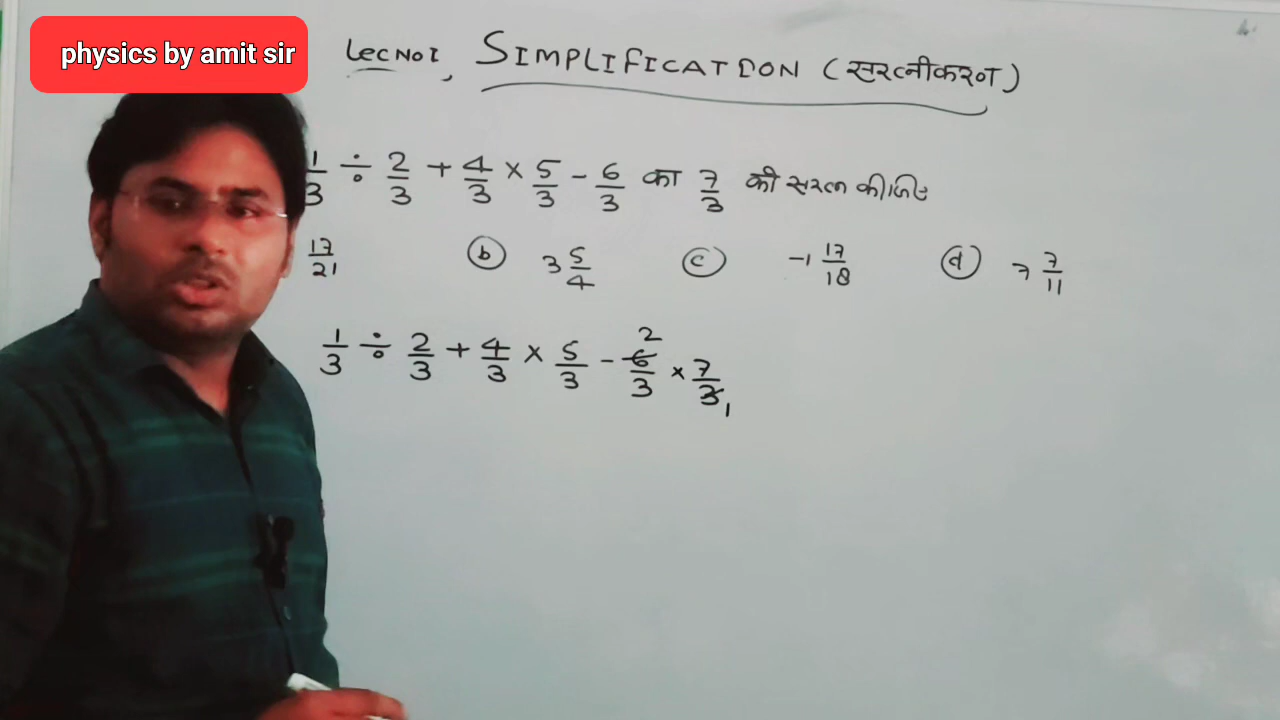 physics by amit sir
Lec No I, SIMPLIFICATION (सरलीकरण)
1/3 ÷ 2/3 + 4/3 × 5/3 - 6/3 का 7/3 को सरल कीजिए
17/21 (b) 3 5/4 (c) -1 17/18 (d) 7 7/11
1/3 ÷ 2/3 + 4/3 × 5/3 - 6/3 × 7/3
2
1